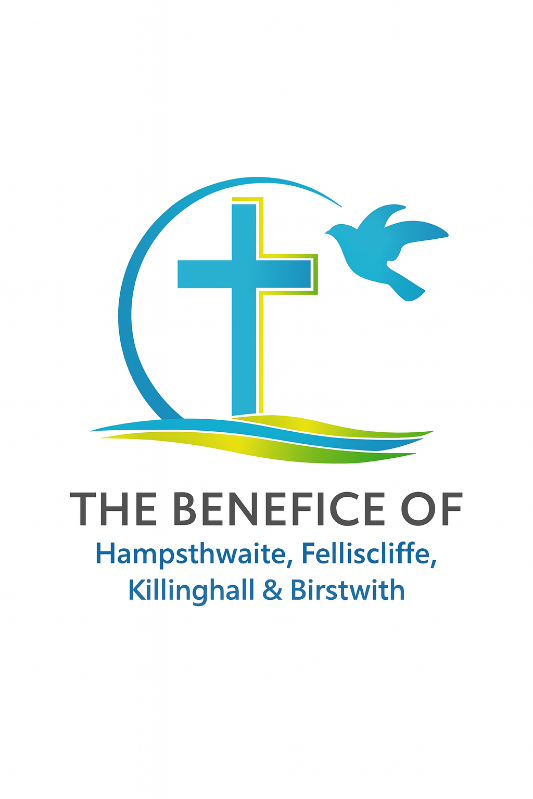 THE BENEFICE OF
Hampsthwaite, Felliscliffe,
Killinghall & Birstwith